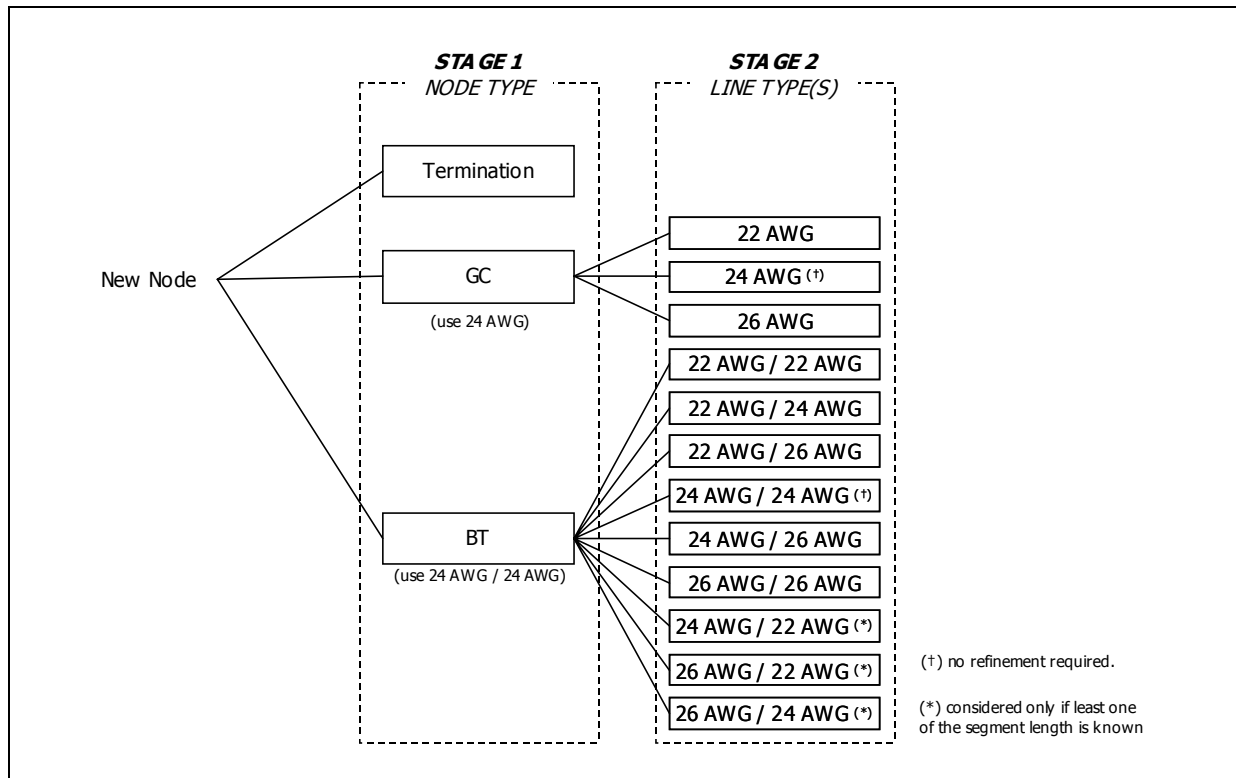 STAGE 1
NODE TYPE
STAGE 2
LINE TYPE(S)
New Node
Termination
GC
(use 24 AWG)
BT
(use 24 AWG / 24 AWG)
22 AWG
24 AWG (†)
26 AWG
22 AWG / 22 AWG
22 AWG / 24 AWG
22 AWG / 26 AWG
24 AWG / 24 AWG (†)
24 AWG / 26 AWG
26 AWG / 26 AWG
24 AWG / 22 AWG (*)
26 AWG / 22 AWG (*)
26 AWG / 24 AWG (*)
(†) no refinement required.
(*) considered only if least one
of the segment length is known